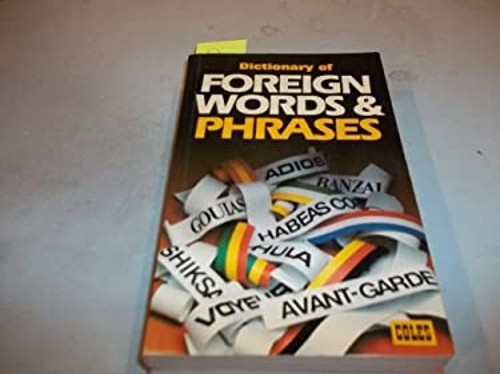 Dictionary of
FOREIGN
WORDS &
PHRASES
ADIOS
BANZAI
GOULAS
HABEAS CO
HULA
SHIKSA
VOYEU
AVANT-GARDE
COLES